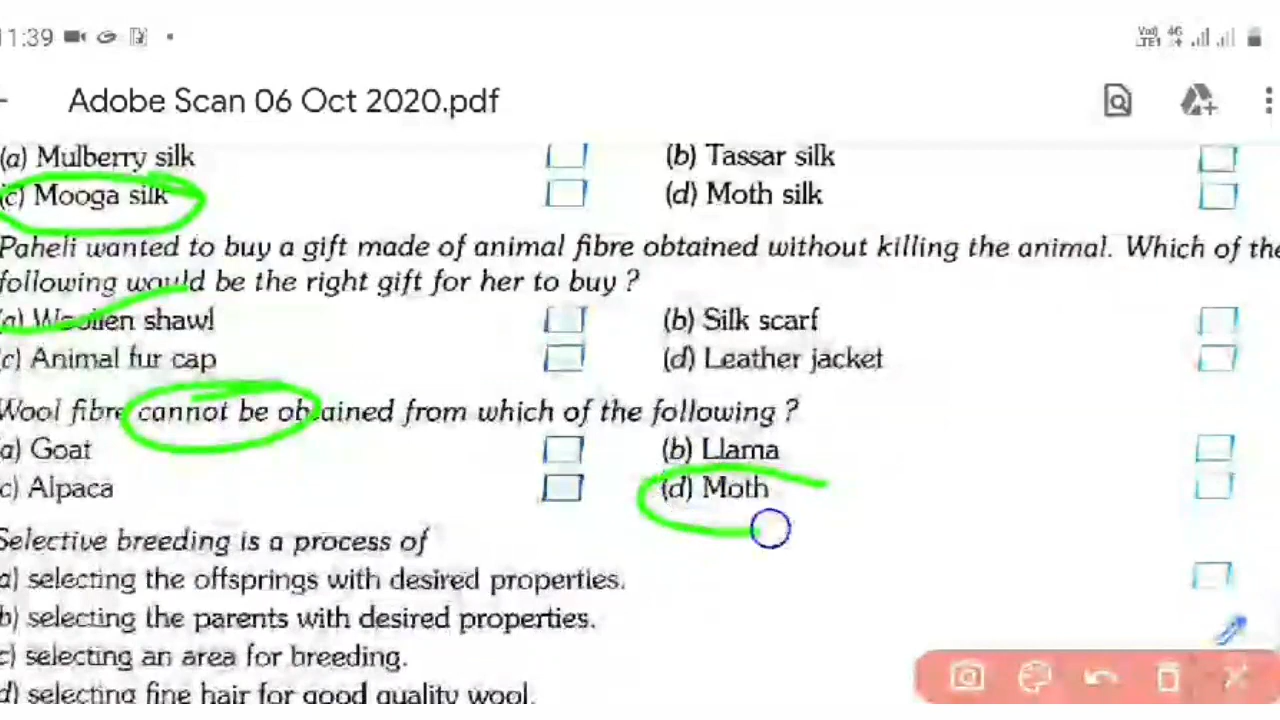 11:39
Adobe Scan 06 Oct 2020.pdf
(a) Mulberry silk (b) Tassar silk
(c) Mooga silk (d) Moth silk
Paheli wanted to buy a gift made of animal fibre obtained without killing the animal. Which of the
following would be the right gift for her to buy ?
(a) Woollen shawl (b) Silk scarf
(c) Animal fur cap (d) Leather jacket
Wool fibre cannot be obtained from which of the following ?
(a) Goat (b) Llama
(c) Alpaca (d) Moth
Selective breeding is a process of
a) selecting the offsprings with desired properties.
b) selecting the parents with desired properties.
c) selecting an area for breeding.
d) selecting fine hair for good quality wool.